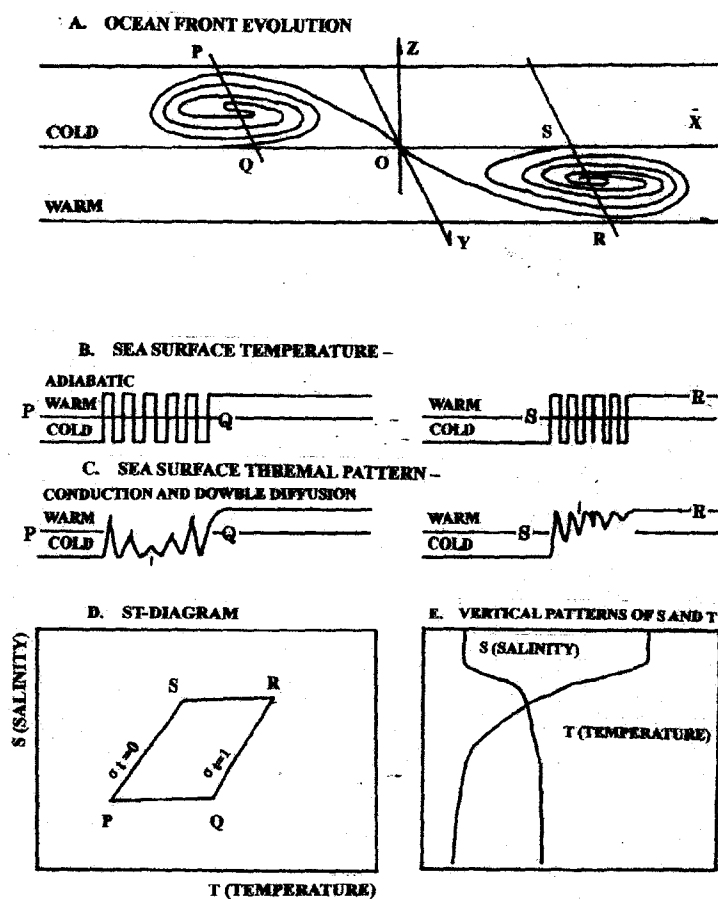 A. OCEAN FRONT EVOLUTION
P
Z
COLD
S
X̄
Q
O
WARM
Y
R
B. SEA SURFACE TEMPERATURE –
ADIABATIC
P WARM
COLD
Q
WARM
COLD
S
R
C. SEA SURFACE THREMAL PATTERN –
CONDUCTION AND DOWBLE DIFFUSION
P WARM
COLD
Q
WARM
COLD
S
R
D. ST-DIAGRAM
S (SALINITY)
S
R
σt=0
σt=1
P
Q
T (TEMPERATURE)
E. VERTICAL PATTERNS OF S AND T
S (SALINITY)
T (TEMPERATURE)